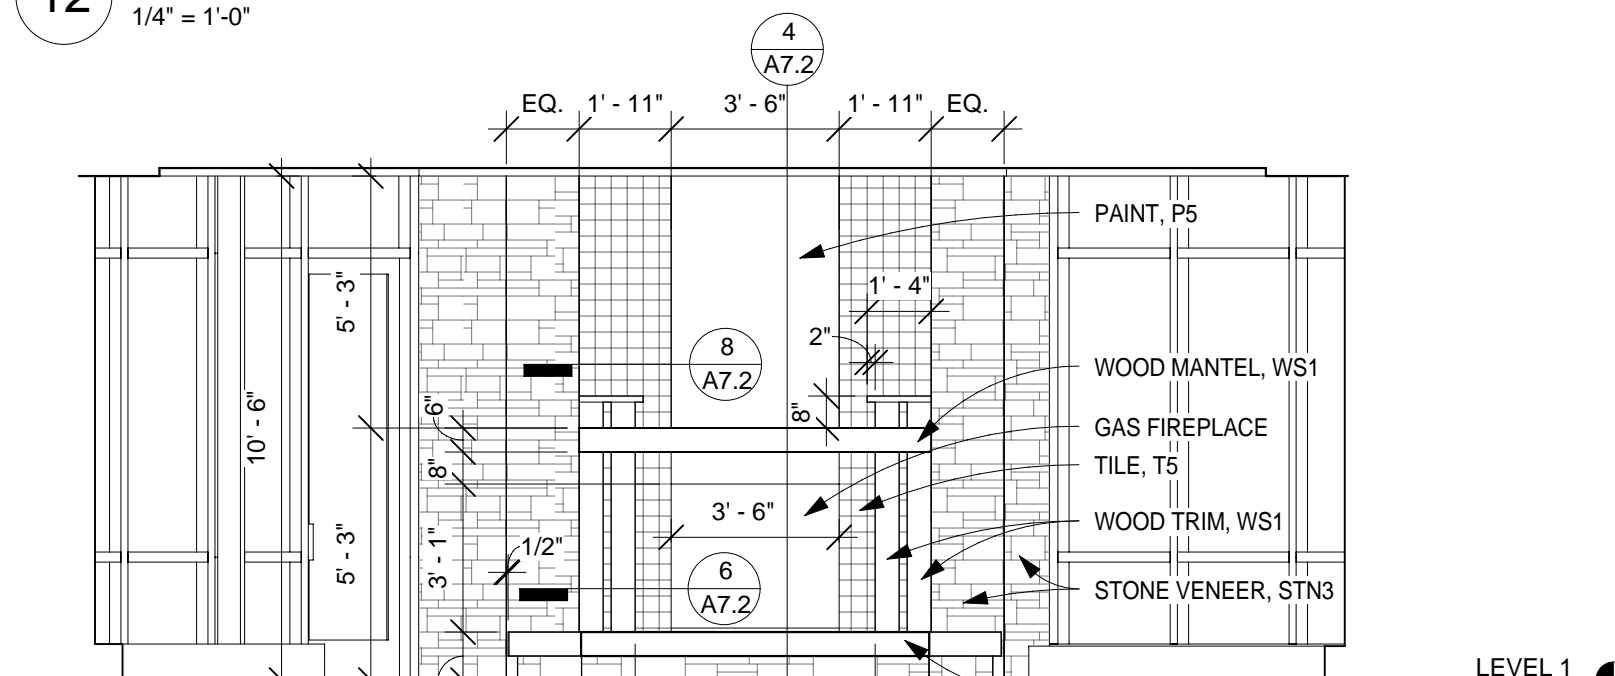 12
1/4" = 1'-0"
4
A7.2
EQ. 1' - 11" 3' - 6" 1' - 11" EQ.
PAINT, P5
5' - 3"
1' - 4"
2"
8
A7.2
WOOD MANTEL, WS1
6"
8"
10' - 6"
GAS FIREPLACE
8"
TILE, T5
3' - 6"
WOOD TRIM, WS1
5' - 3"
3' - 1"
1/2"
6
A7.2
STONE VENEER, STN3
LEVEL 1